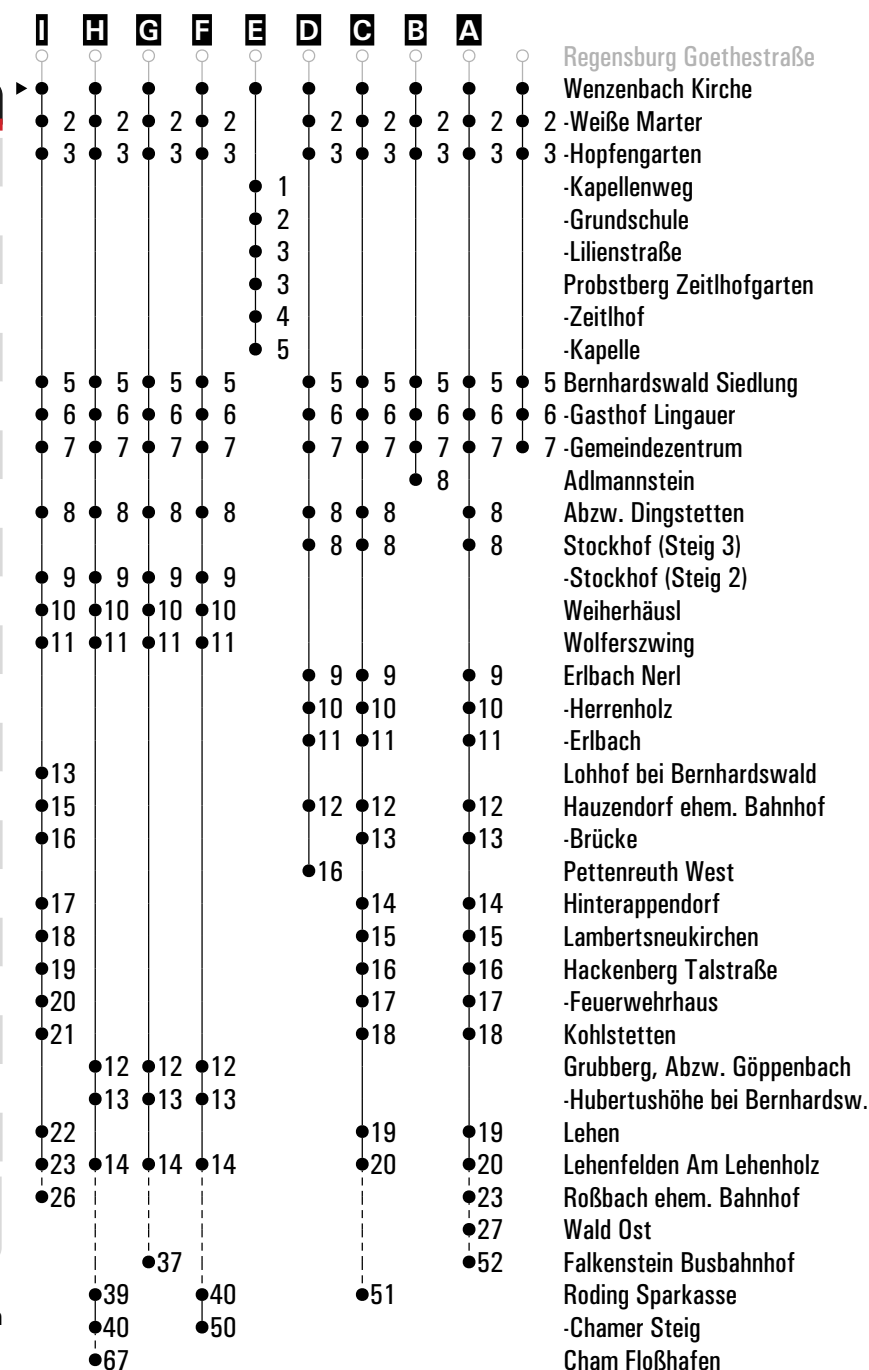 I H G F E D C B A
Regensburg Goethestraße
Wenzenbach Kirche
2 2 2 2 2 2 2 2 2 -Weiße Marter
3 3 3 3 3 3 3 3 3 -Hopfengarten
1 -Kapellenweg
2 -Grundschule
3 -Lilienstraße
3 Probstberg Zeitlhofgarten
4 -Zeitlhof
5 -Kapelle
5 5 5 5 5 5 5 5 5 Bernhardswald Siedlung
6 6 6 6 6 6 6 6 6 -Gasthof Lingauer
7 7 7 7 7 7 7 7 7 -Gemeindezentrum
8 Adlmannstein
8 8 8 8 8 8 8 Abzw. Dingstetten
8 8 8 Stockhof (Steig 3)
9 9 9 9 -Stockhof (Steig 2)
10 10 10 10 Weiherhäusl
11 11 11 11 Wolferszwing
9 9 9 Erlbach Nerl
10 10 10 -Herrenholz
11 11 11 -Erlbach
13 Lohhof bei Bernhardswald
15 12 12 12 Hauzendorf ehem. Bahnhof
16 13 13 -Brücke
16 Pettenreuth West
17 14 14 Hinterappendorf
18 15 15 Lambertsneukirchen
19 16 16 Hackenberg Talstraße
20 17 17 -Feuerwehrhaus
21 18 18 Kohlstetten
12 12 12 Grubberg, Abzw. Göppenbach
13 13 13 -Hubertushöhe bei Bernhardsw.
22 19 19 Lehen
23 14 14 14 20 20 Lehenfelden Am Lehenholz
26 23 Roßbach ehem. Bahnhof
27 Wald Ost
37 52 Falkenstein Busbahnhof
39 40 51 Roding Sparkasse
40 50 -Chamer Steig
67 Cham Floßhafen